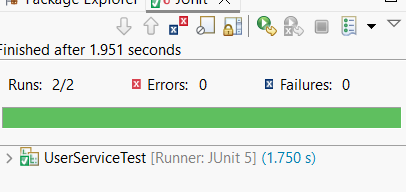 Package Explorer
JUnit
Finished after 1.951 seconds
Runs: 2/2 Errors: 0 Failures: 0
UserServiceTest [Runner: JUnit 5] (1.750 s)